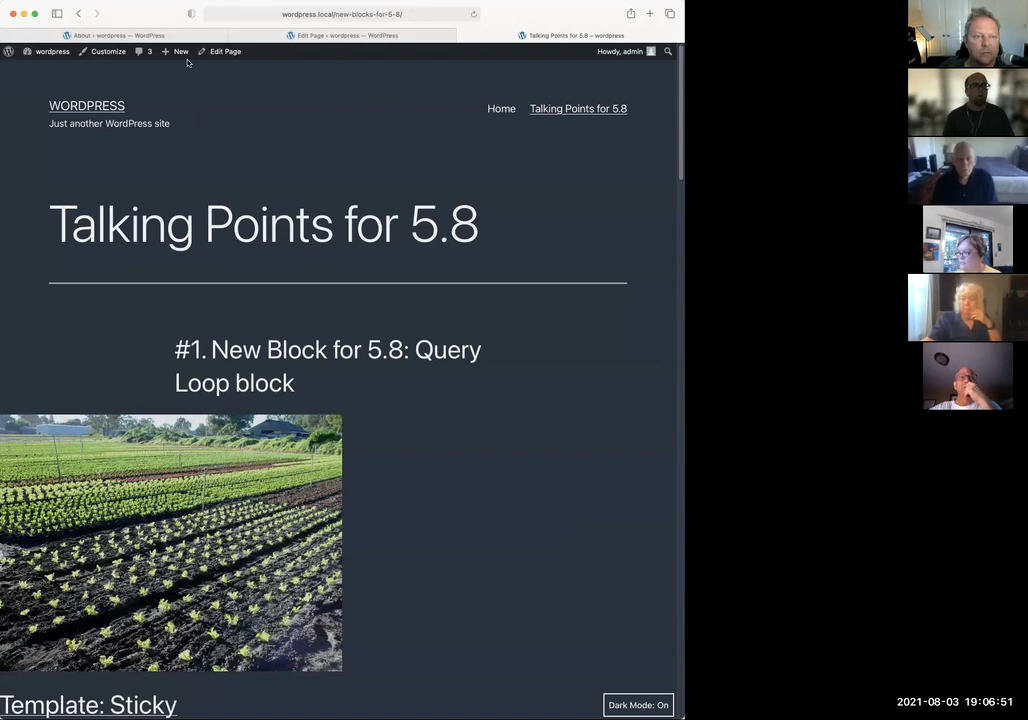 wordpress.local/new-blocks-for-5-8/
About ‹ wordpress — WordPress
Edit Page ‹ wordpress — WordPress
Talking Points for 5.8 – wordpress
wordpress Customize 3 New Edit Page Howdy, admin
WORDPRESS
Just another WordPress site
Home Talking Points for 5.8
Talking Points for 5.8
#1. New Block for 5.8: Query
Loop block
Template: Sticky
Dark Mode: On
2021-08-03 19:06:51